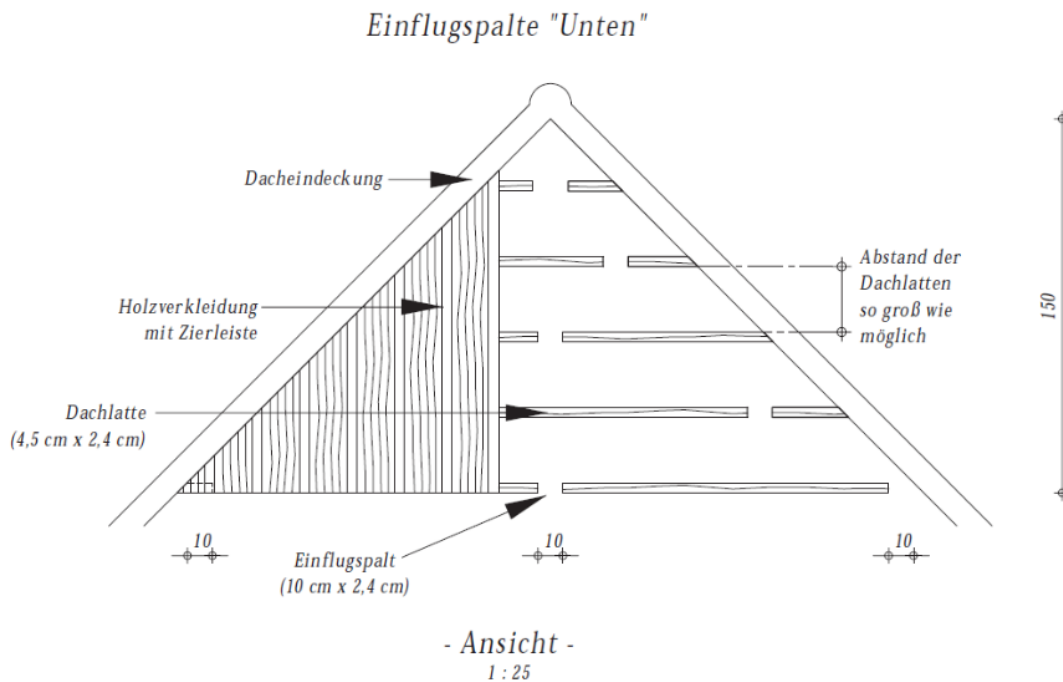 Einflugspalte "Unten"
Dacheindeckung
Holzverkleidung
mit Zierleiste
Dachlatte
(4,5 cm x 2,4 cm)
Abstand der
Dachlatten
so groß wie
möglich
150
10
10
10
Einflugspalt
(10 cm x 2,4 cm)
- Ansicht -
1 : 25